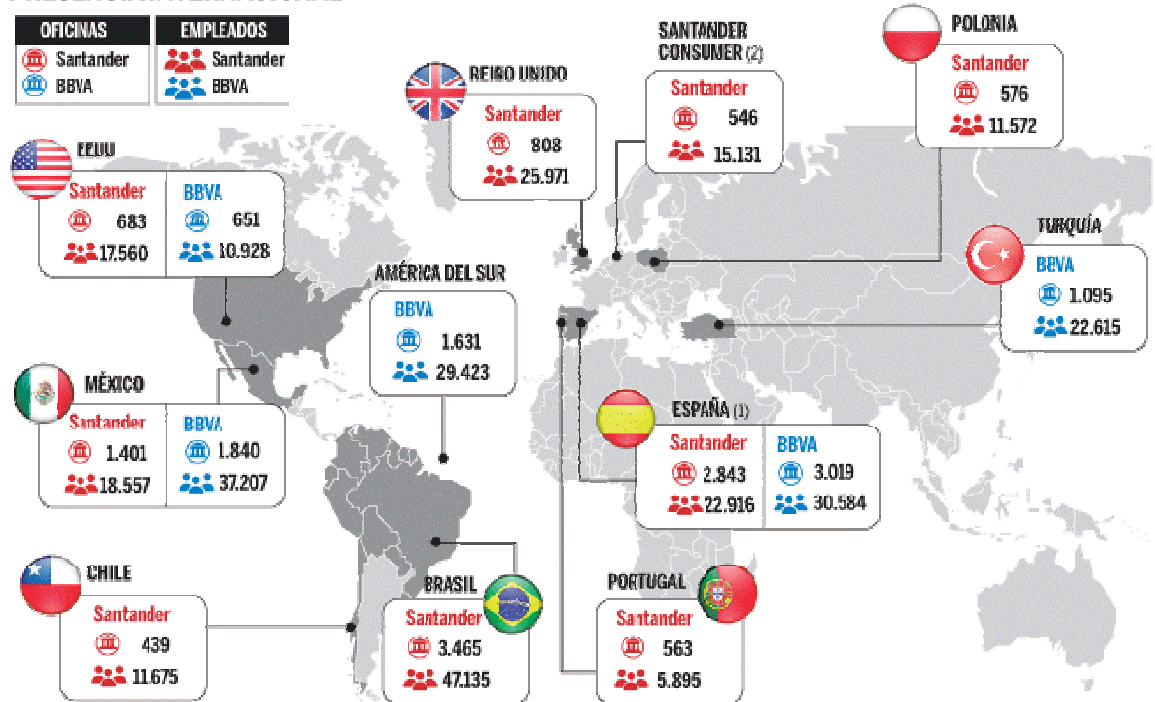 OFICINAS
Santander
BBVA
EMPLEADOS
Santander
BBVA
EEUU
Santander
683
17.560
BBVA
651
10.928
REINO UNIDO
Santander
808
25.971
SANTANDER
CONSUMER (2)
Santander
546
15.131
POLONIA
Santander
576
11.572
TURQUÍA
BBVA
1.095
22.615
AMÉRICA DEL SUR
BBVA
1.631
29.423
MÉXICO
Santander
1.401
18.557
BBVA
1.840
37.207
ESPAÑA (1)
Santander
2.843
22.916
BBVA
3.019
30.584
CHILE
Santander
439
11.675
BRASIL
Santander
3.465
47.135
PORTUGAL
Santander
563
5.895